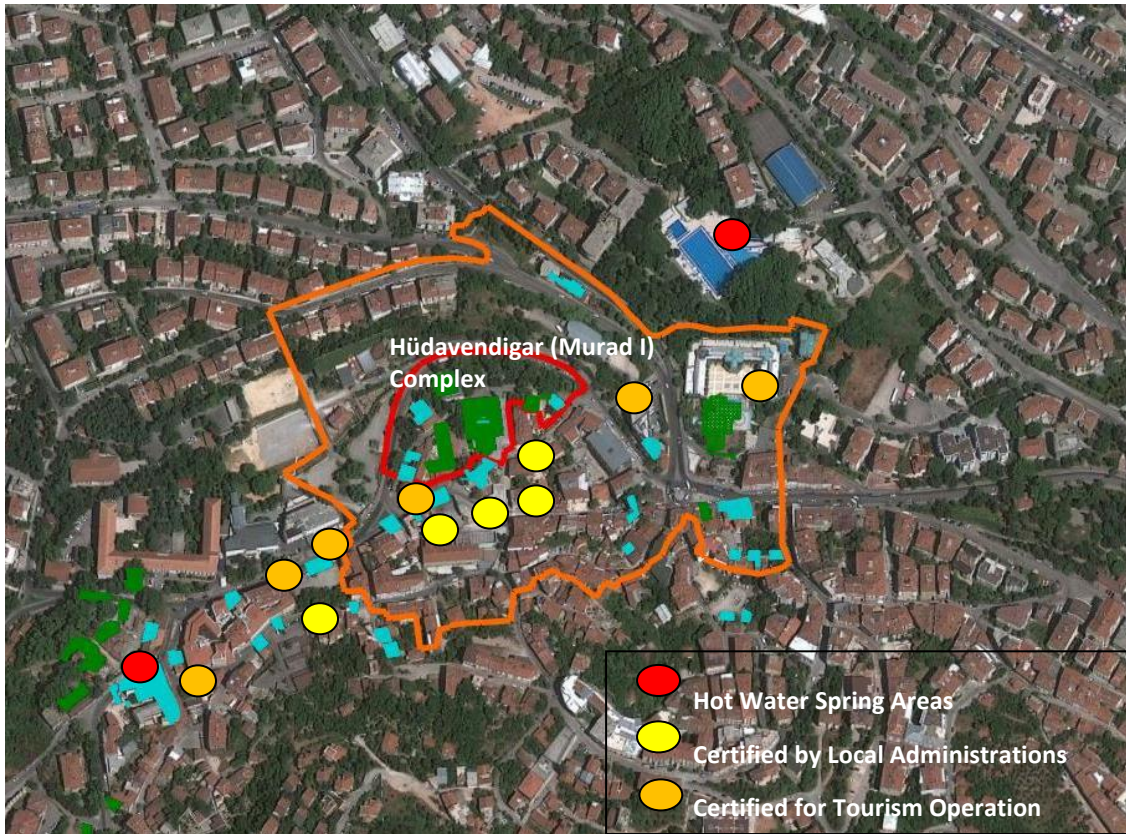 Hüdavendigar (Murad I)
Complex
Hot Water Spring Areas
Certified by Local Administrations
Certified for Tourism Operation